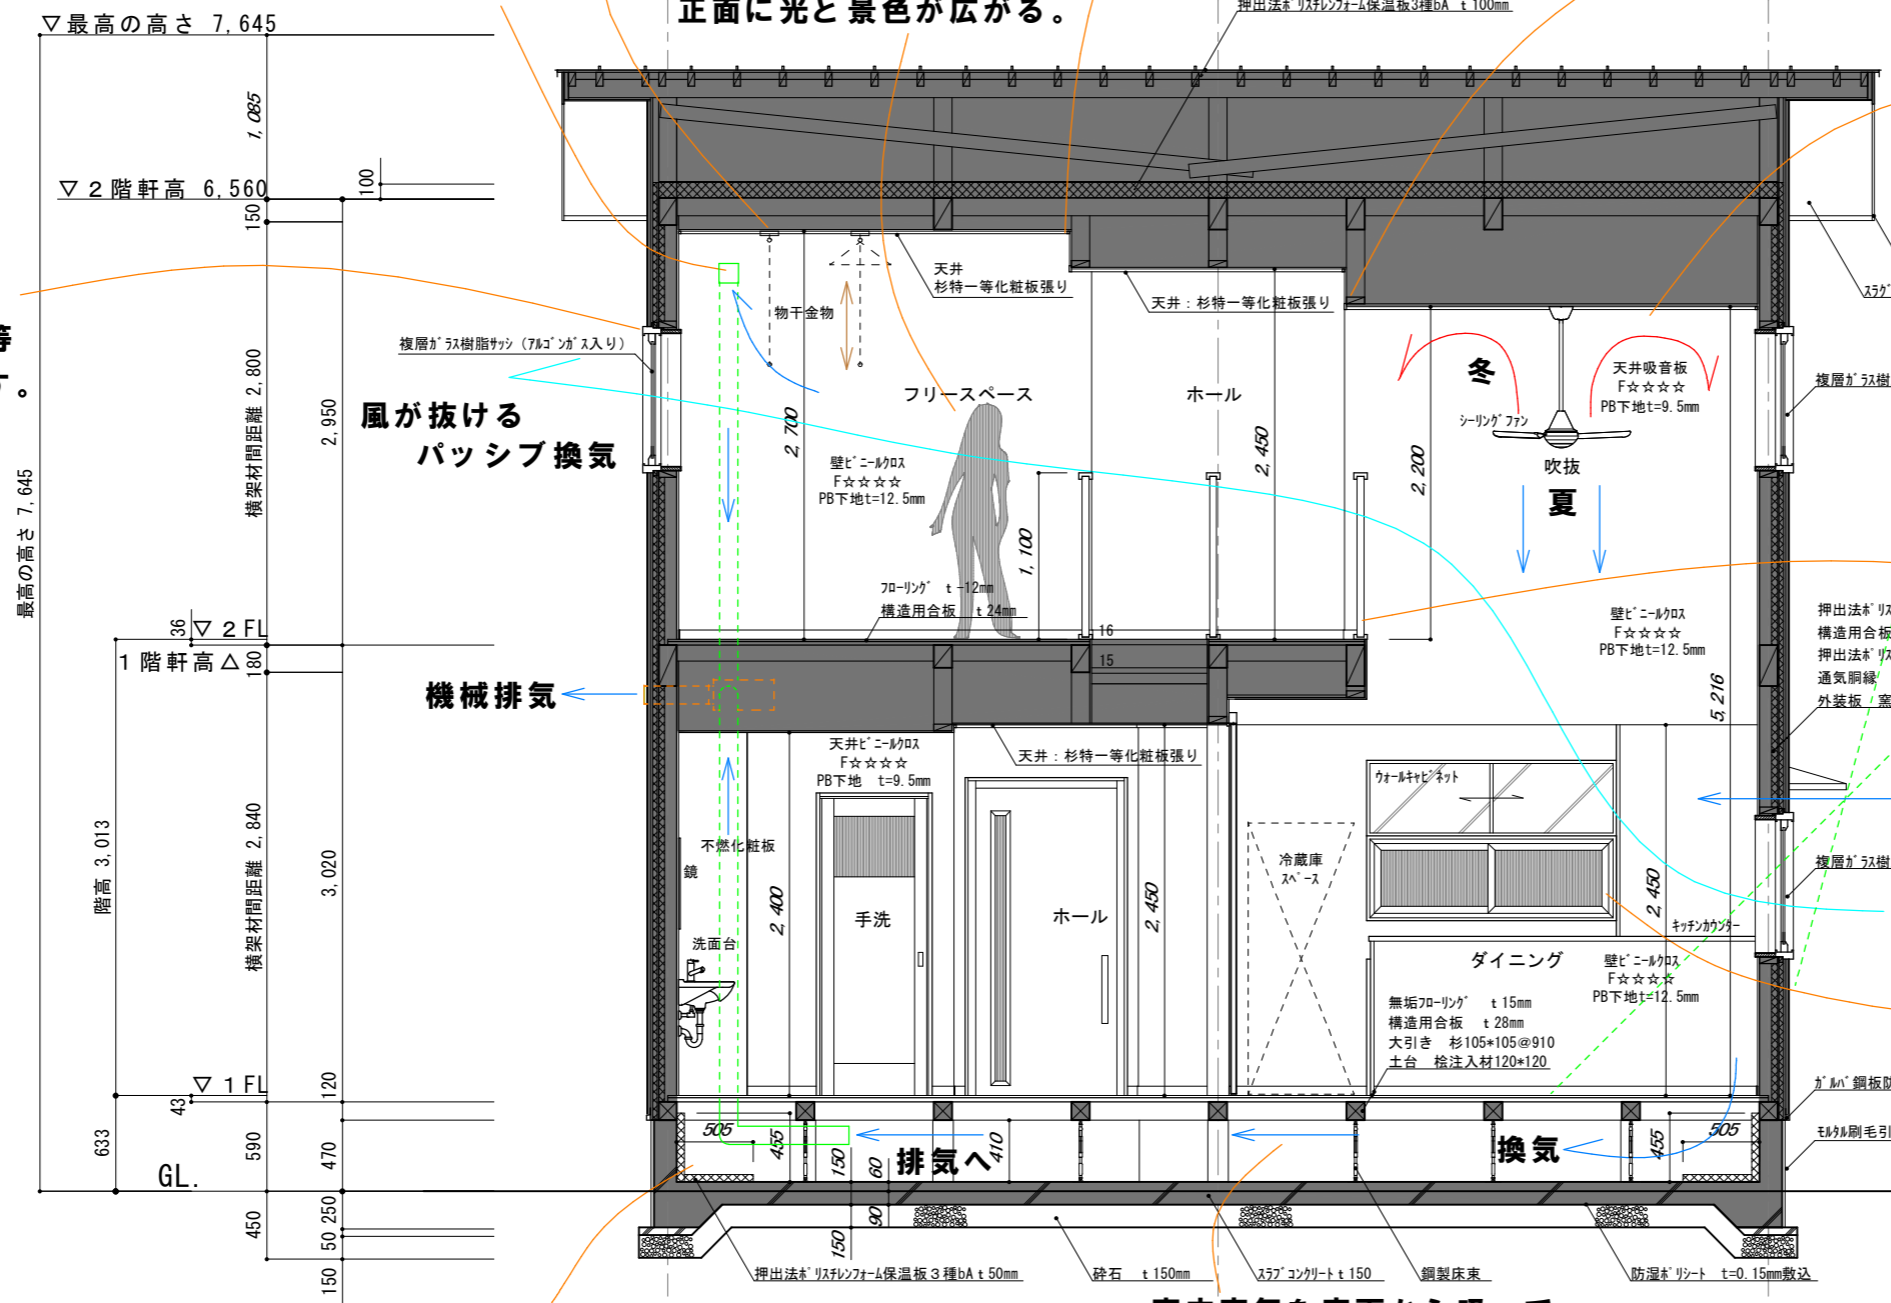 正面に光と景色が広がる。
押出法ﾎﾟﾘｽﾁﾚﾝﾌｫｰﾑ保温板3種bA t 100mm
▽最高の高さ 7,645
1,085
▽２階軒高 6,560
100
150
天井
杉特一等化粧板張り
天井：杉特一等化粧板張り
物干金物
等
。
複層ｶﾞﾗｽ樹脂ｻｯｼ（ｱﾙｺﾞﾝｶﾞｽ入り）
風が抜ける
パッシブ換気
横架材間距離 2,800
2,950
最高の高さ 7,645
2,700
フリースペース
ホール
2,450
2,200
冬
天井吸音板
F☆☆☆☆
PB下地t=9.5mm
ｼｰﾘﾝｸﾞﾌｧﾝ
吹抜
夏
複層ｶﾞﾗｽ樹
壁ﾋﾞﾆｰﾙｸﾛｽ
F☆☆☆☆
PB下地t=12.5mm
1,100
ﾌﾛｰﾘﾝｸﾞ t 12mm
構造用合板 t 24mm
壁ﾋﾞﾆｰﾙｸﾛｽ
F☆☆☆☆
PB下地t=12.5mm
構造用合板
通気胴縁
外装板
36
▽２FL
１階軒高△
180
16
15
機械排気
5,216
天井ﾋﾞﾆｰﾙｸﾛｽ
F☆☆☆☆
PB下地 t=9.5mm
天井：杉特一等化粧板張り
ｳｫｰﾙｷｬﾋﾞﾈｯﾄ
階高 3,013
横架材間距離 2,840
3,020
不燃化粧板
鏡
2,400
手洗
2,450
ホール
冷蔵庫
ｽﾍﾟｰｽ
2,450
複層ｶﾞﾗｽ樹
洗面台
ｷｯﾁﾝｶｳﾝﾀｰ
ダイニング
壁ﾋﾞﾆｰﾙｸﾛｽ
F☆☆☆☆
PB下地t=12.5mm
無垢ﾌﾛｰﾘﾝｸﾞ t 15mm
構造用合板 t 28mm
大引き 杉105*105@910
土台 桧注入材120*120
▽１FL
43
120
633
590
470
505
455
150
60
排気へ
410
換気
455
505
GL.
450
50 250
150
90
150
押出法ﾎﾟﾘｽﾁﾚﾝﾌｫｰﾑ保温板３種bA t 50mm
砕石 t 150mm
ｽﾗﾌﾞｺﾝｸﾘｰﾄ t 150
鋼製床束
防湿ﾎﾟﾘｼｰﾄ t=0.15mm敷込